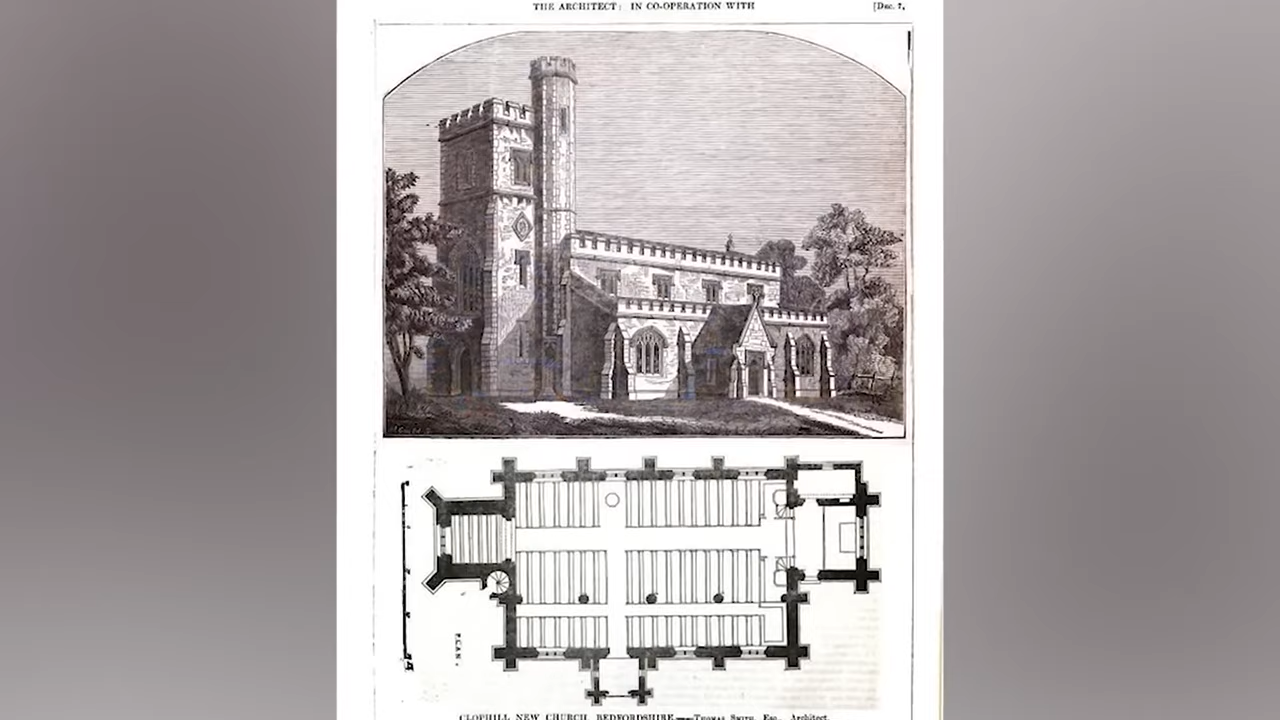 THE ARCHITECT; IN CO-OPERATION WITH
[Dec. 7,
PLAN.
CLOPHILL NEW CHURCH, BEDFORDSHIRE.—Thomas Smith, Esq., Architect.